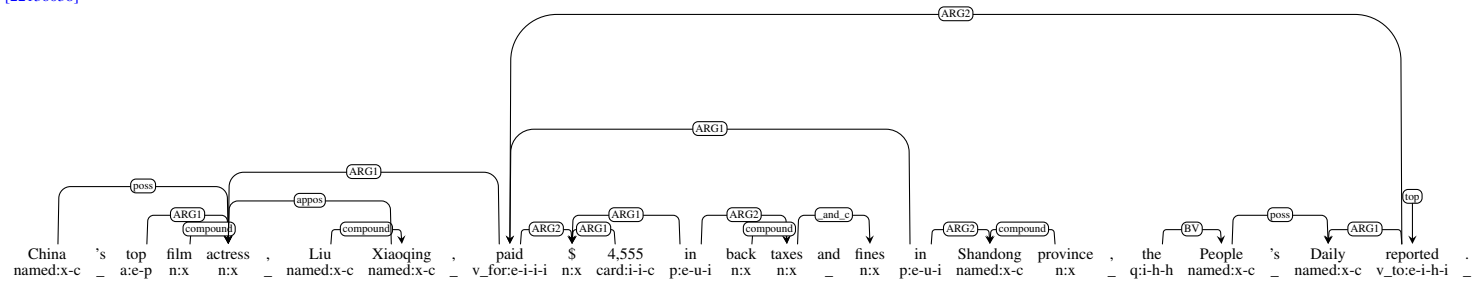 ARG2
ARG1
ARG1
poss
appos
ARG1 ARG1 ARG2 _and_c poss
compound compound ARG2 ARG1 compound ARG2 compound BV ARG1 top
China 's top film actress , Liu Xiaoqing , paid $ 4,555 in back taxes and fines in Shandong province , the People 's Daily reported .
named:x-c _ a:e-p n:x n:x _ named:x-c named:x-c _ v_for:e-i-i-i n:x card:i-i-c p:e-u-i n:x n:x _ n:x p:e-u-i named:x-c n:x _ q:i-h-h named:x-c _ named:x-c v_to:e-i-h-i _